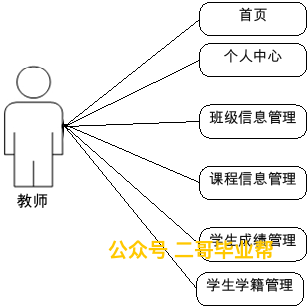 首页
个人中心
班级信息管理
课程信息管理
教师
学生成绩管理
公众号 二哥毕业帮
学生学籍管理